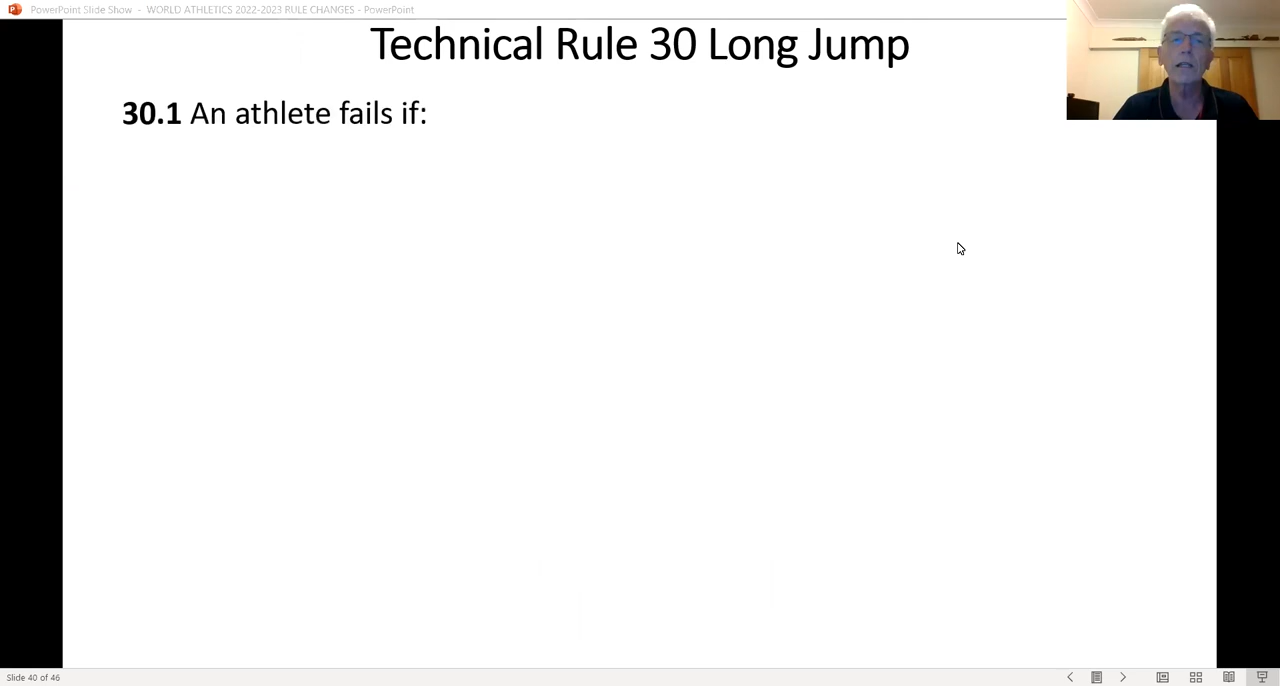 PowerPoint Slide Show - WORLD ATHLETICS 2022-2023 RULE CHANGES - PowerPoint
Technical Rule 30 Long Jump
30.1 An athlete fails if:
Slide 40 of 46